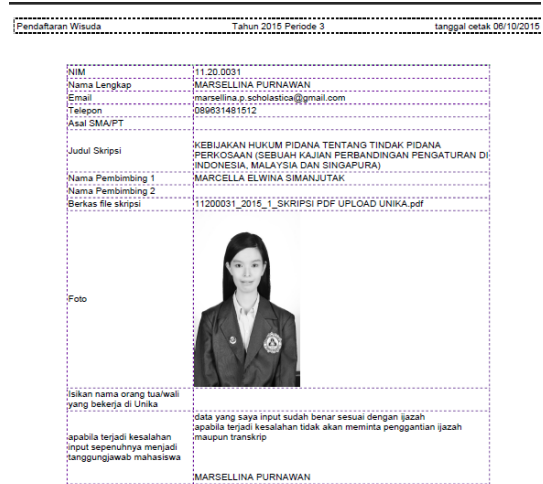 Pendaftaran Wisuda Tahun 2015 Periode 3 tanggal cetak 06/10/2015
NIM 11.20.0031
Nama Lengkap MARSELLINA PURNAWAN
Email marsellina.p.scholastica@gmail.com
Telepon 089631481512
Asal SMA/PT
Judul Skripsi KEBIJAKAN HUKUM PIDANA TENTANG TINDAK PIDANA
PERKOSAAN (SEBUAH KAJIAN PERBANDINGAN PENGATURAN DI
INDONESIA, MALAYSIA DAN SINGAPURA)
Nama Pembimbing 1 MARCELLA ELWINA SIMANJUTAK
Nama Pembimbing 2
Berkas file skripsi 11200031_2015_1_SKRIPSI PDF UPLOAD UNIKA.pdf
Foto
Isikan nama orang tua/wali
yang bekerja di Unika
apabila terjadi kesalahan
input sepenuhnya menjadi
tanggungjawab mahasiswa
data yang saya input sudah benar sesuai dengan ijazah
apabila terjadi kesalahan tidak akan meminta penggantian ijazah
maupun transkrip
MARSELLINA PURNAWAN